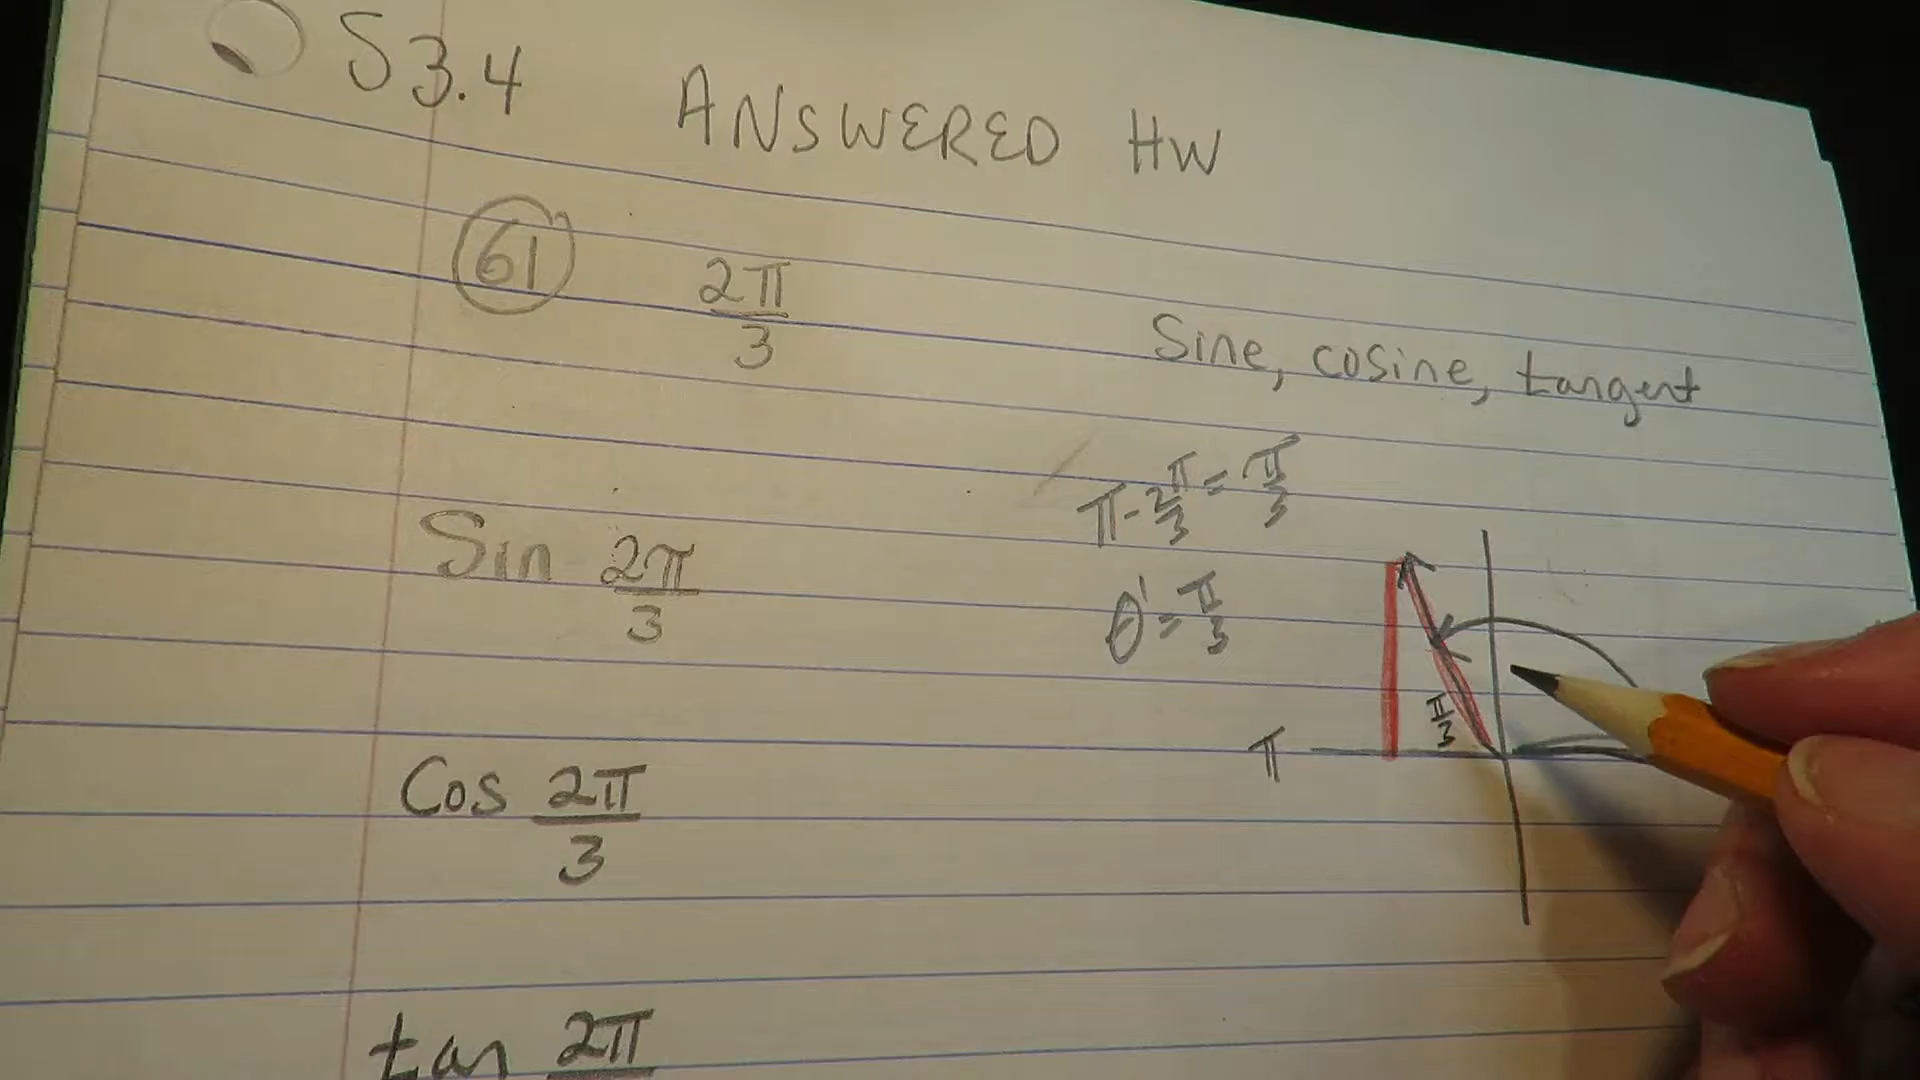 S3.4 ANSWERED HW
61 2π/3
Sine, cosine, tangent
π - 2π/3 = π/3
Sin 2π/3
θ' = π/3
π/3
π
Cos 2π/3
tan 2π